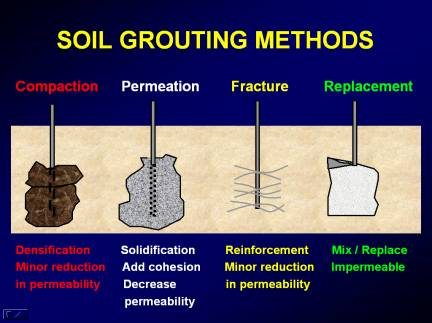 SOIL GROUTING METHODS
Compaction Permeation Fracture Replacement
Densification Solidification Reinforcement Mix / Replace
Minor reduction Add cohesion Minor reduction Impermeable
in permeability Decrease in permeability
permeability